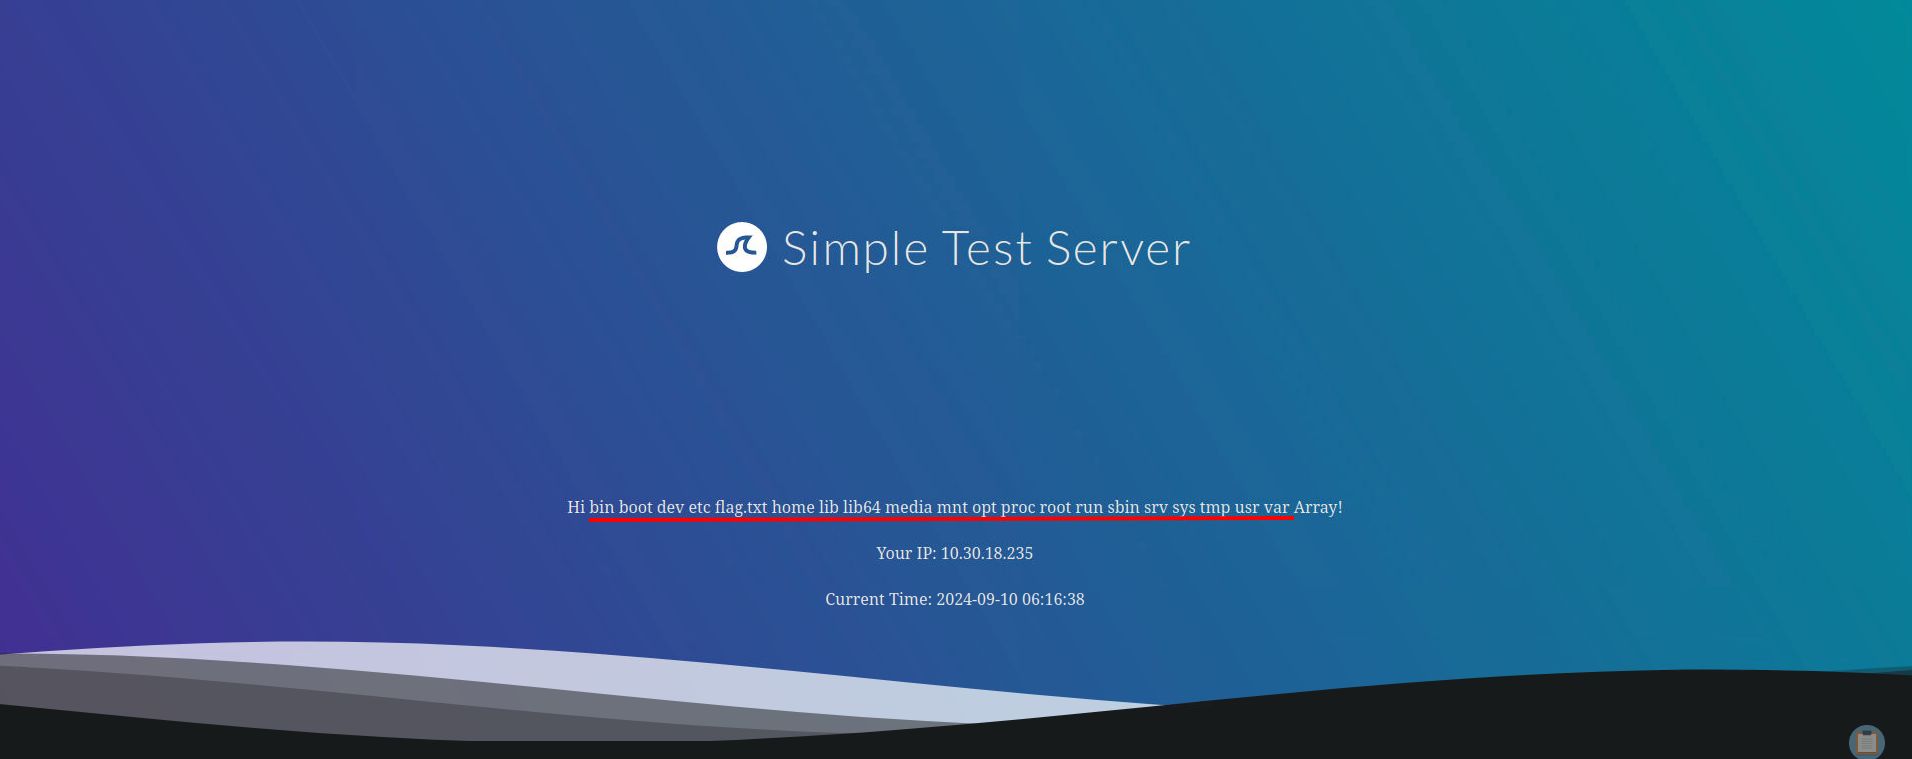 Simple Test Server
Hi bin boot dev etc flag.txt home lib lib64 media mnt opt proc root run sbin srv sys tmp usr var Array!
Your IP: 10.30.18.235
Current Time: 2024-09-10 06:16:38